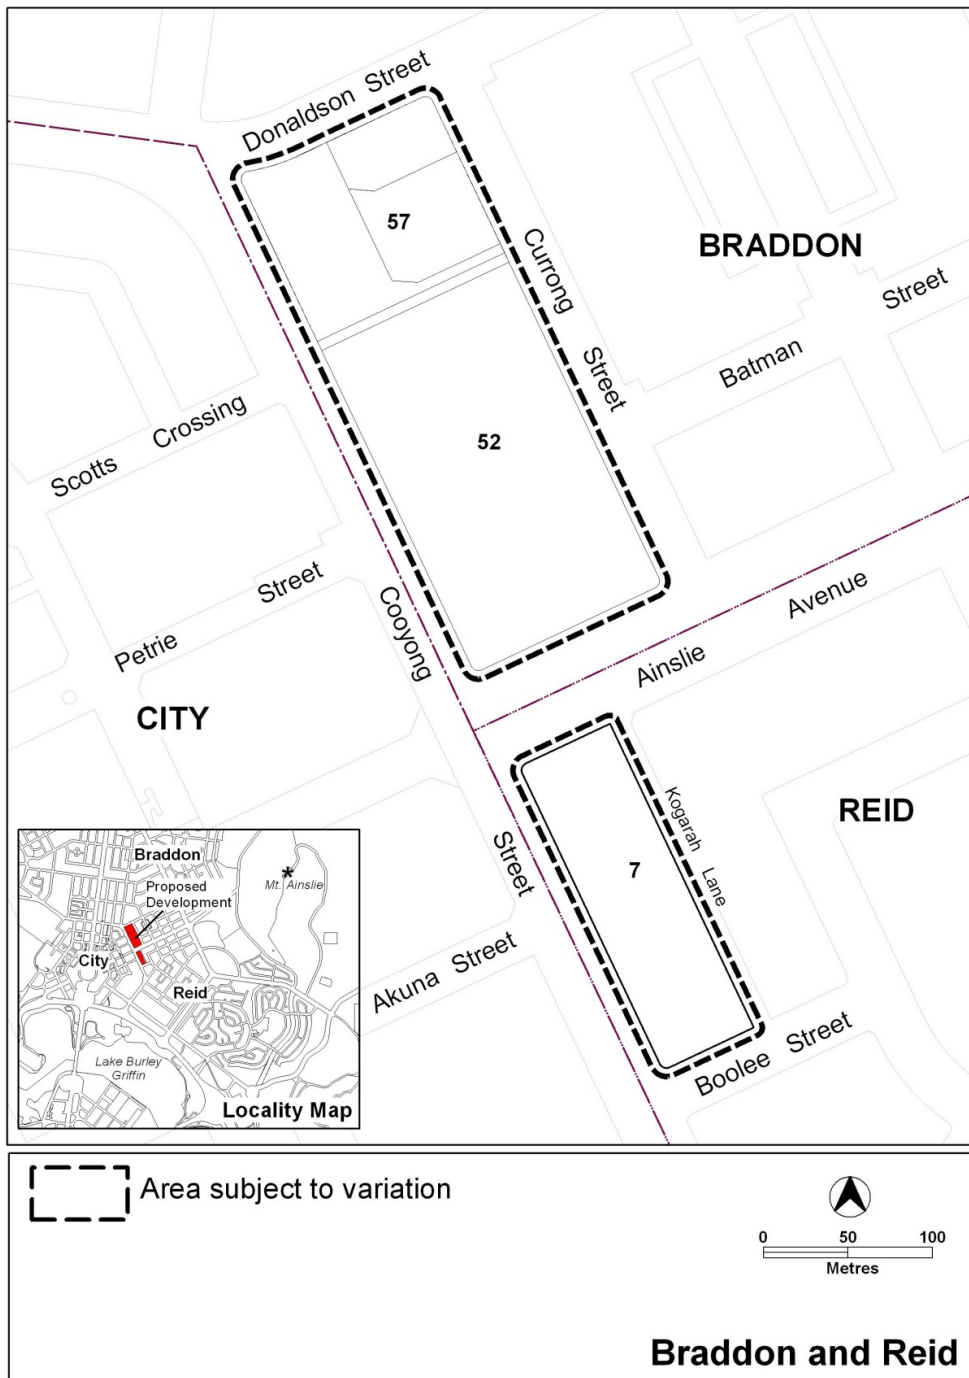 Donaldson Street
57
Currong Street
BRADDON
Batman Street
Scotts Crossing
52
Petrie Street
Cooyong Street
Ainslie Avenue
CITY
Kogarah Lane
REID
7
Akuna Street
Boolee Street
Braddon
Mt. Ainslie
Proposed
Development
City
Reid
Lake Burley
Griffin
Locality Map
Area subject to variation
0 50 100
Metres
Braddon and Reid